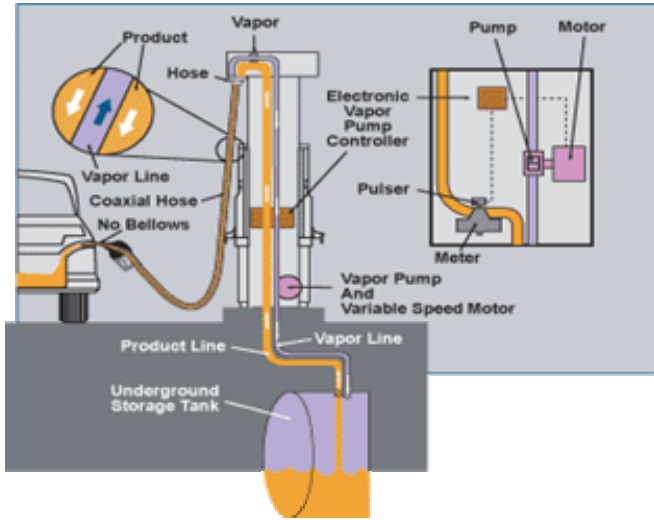 Vapor
Product
Hose
Vapor Line
Coaxial Hose
No Bellows
Electronic
Vapor
Pump
Controller
Vapor Pump
And
Variable Speed Motor
Product Line
Vapor Line
Underground
Storage Tank
Pump
Motor
Pulser
Meter